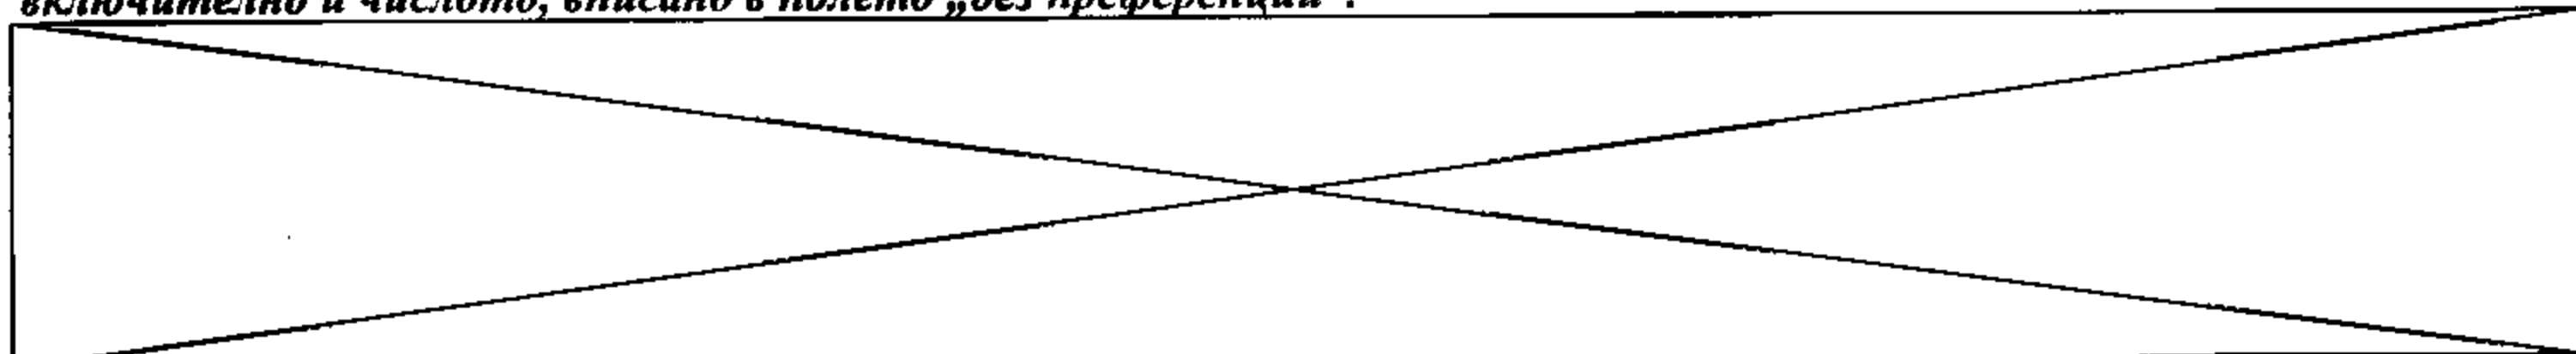 включително и числото, вписано в полето „без преференции“.